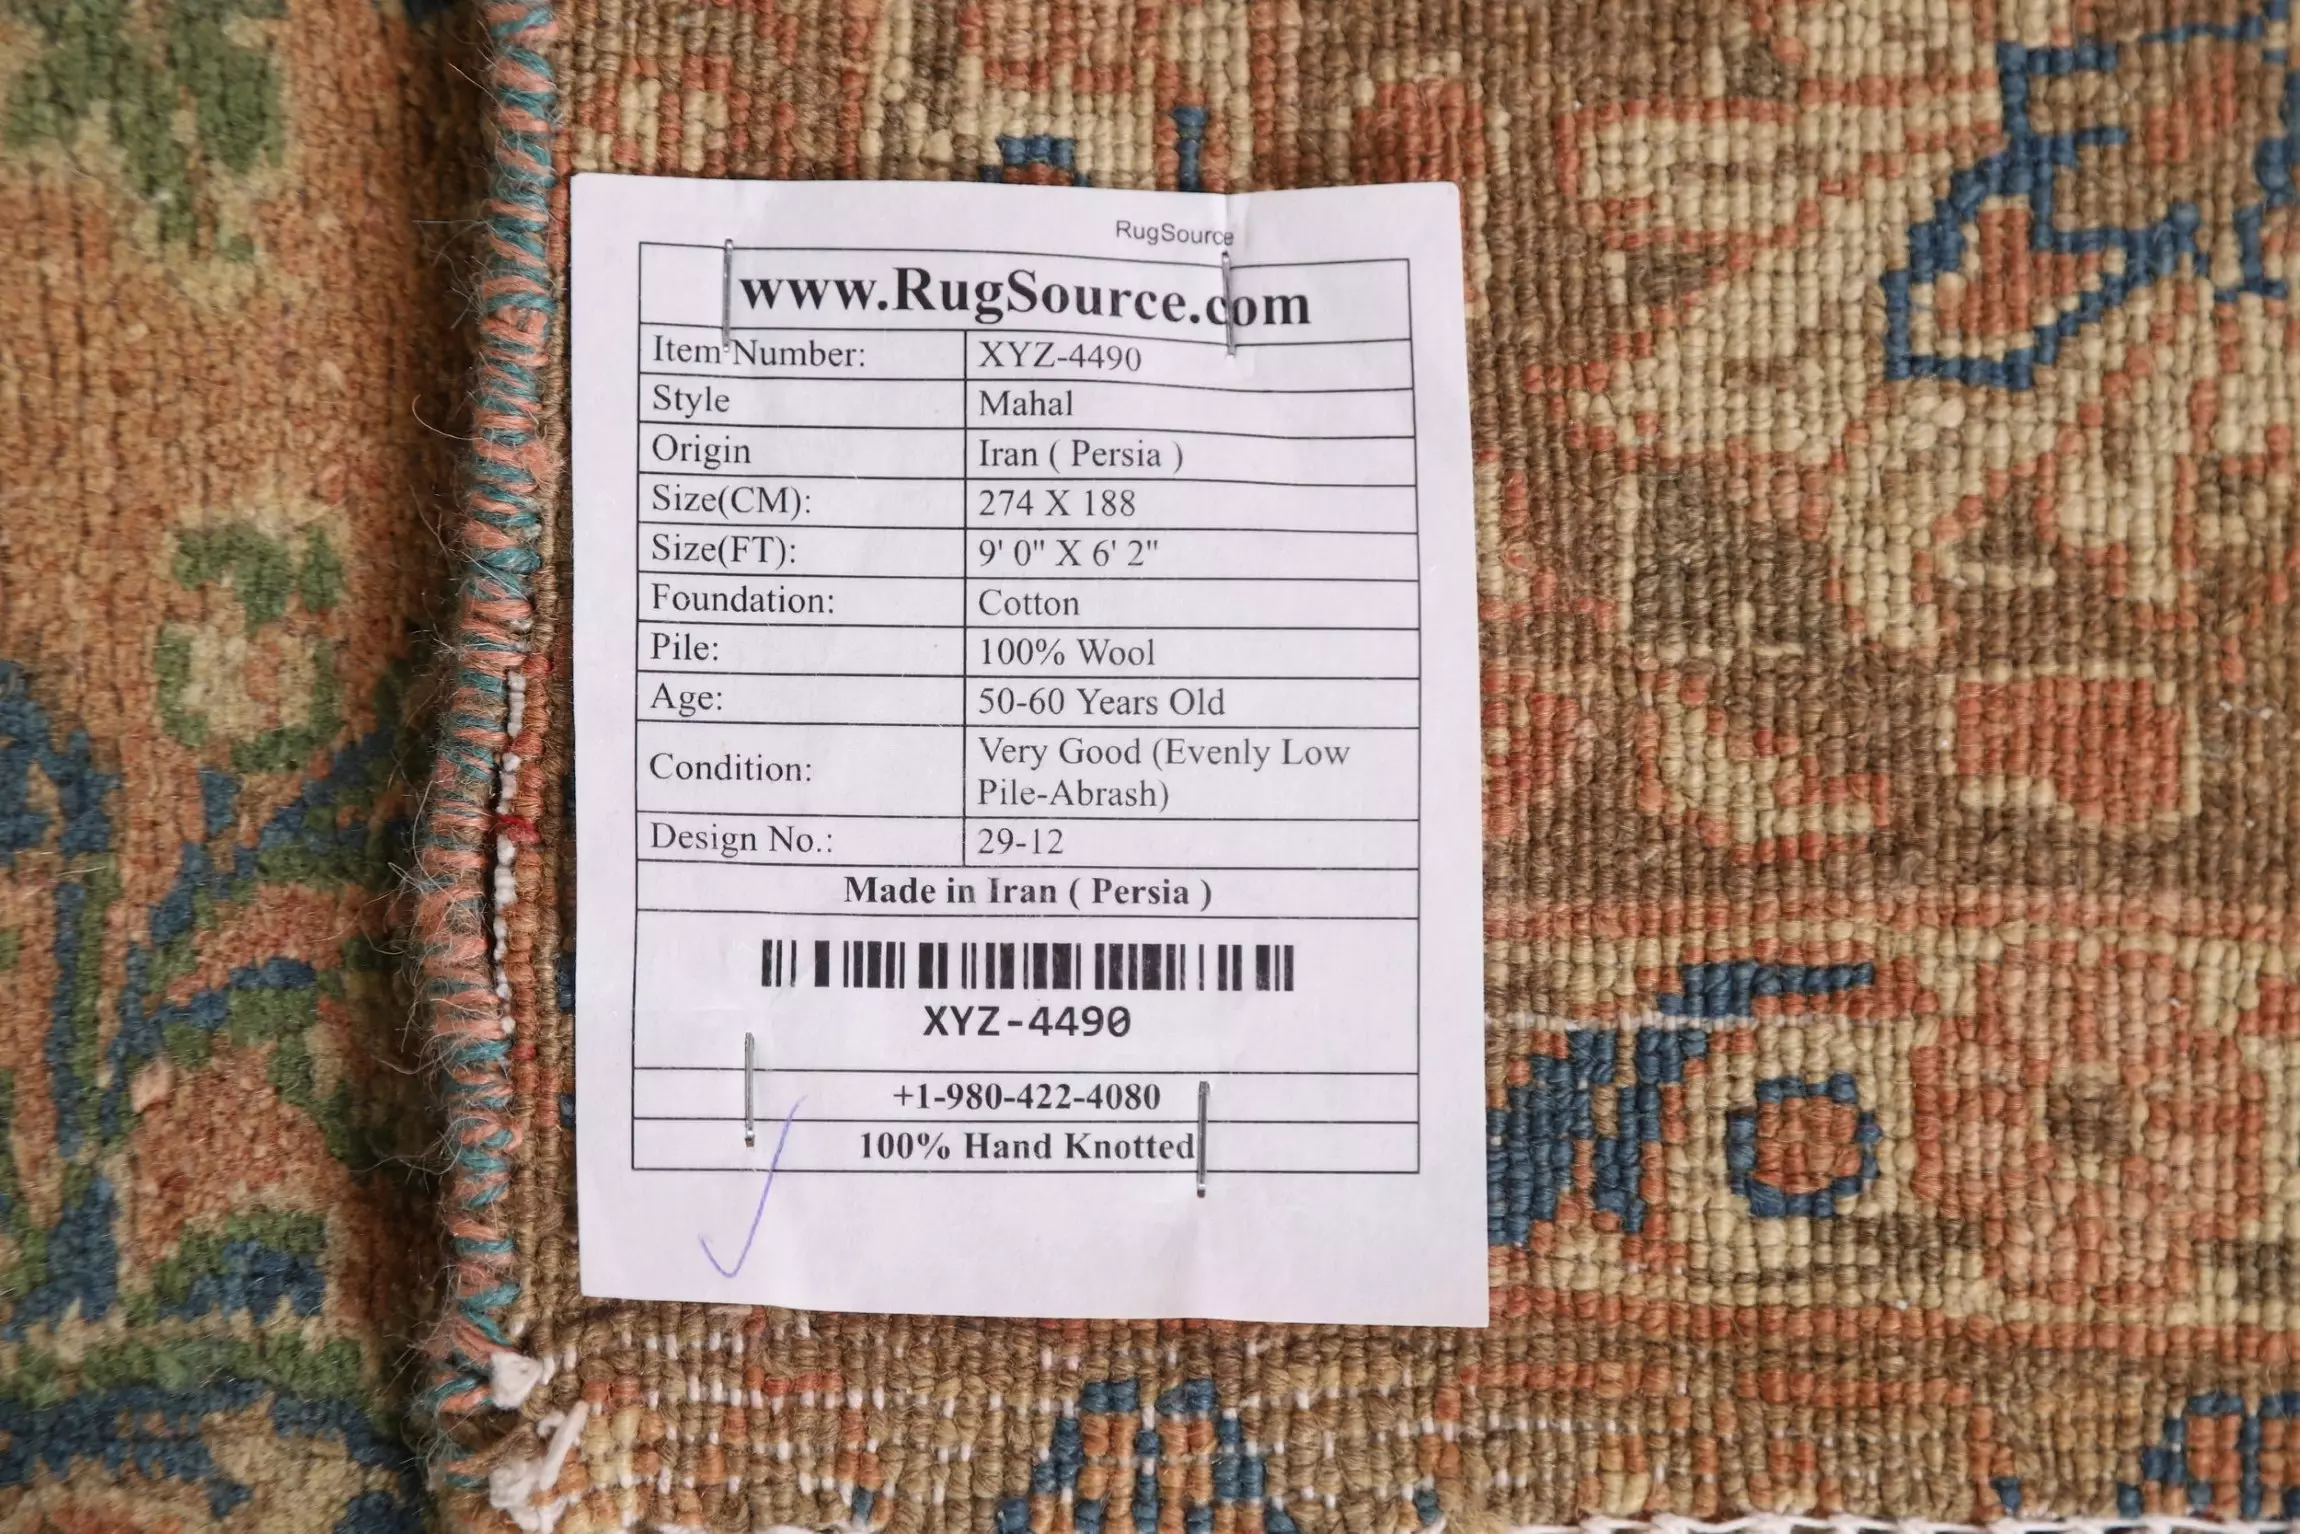 RugSource
www.RugSource.com
Item Number: XYZ-4490
Style Mahal
Origin Iran ( Persia )
Size(CM): 274 X 188
Size(FT): 9' 0" X 6' 2"
Foundation: Cotton
Pile: 100% Wool
Age: 50-60 Years Old
Condition: Very Good (Evenly Low
Pile-Abrash)
Design No.: 29-12
Made in Iran ( Persia )
XYZ-4490
+1-980-422-4080
100% Hand Knotted